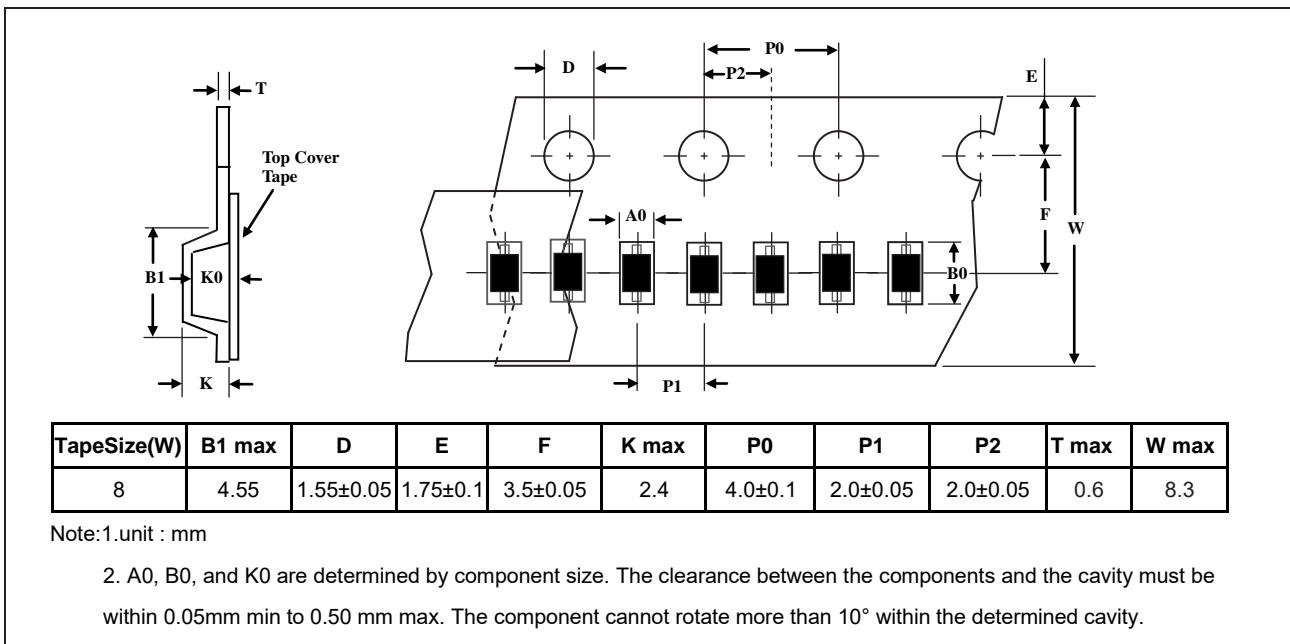 P0
D
P2
E
T
Top Cover
Tape
A0
F
W
B1
K0
B0
K
P1
TapeSize(W) B1 max D E F K max P0 P1 P2 T max W max
8 4.55 1.55±0.05 1.75±0.1 3.5±0.05 2.4 4.0±0.1 2.0±0.05 2.0±0.05 0.6 8.3
Note:1.unit : mm
2. A0, B0, and K0 are determined by component size. The clearance between the components and the cavity must be
within 0.05mm min to 0.50 mm max. The component cannot rotate more than 10° within the determined cavity.